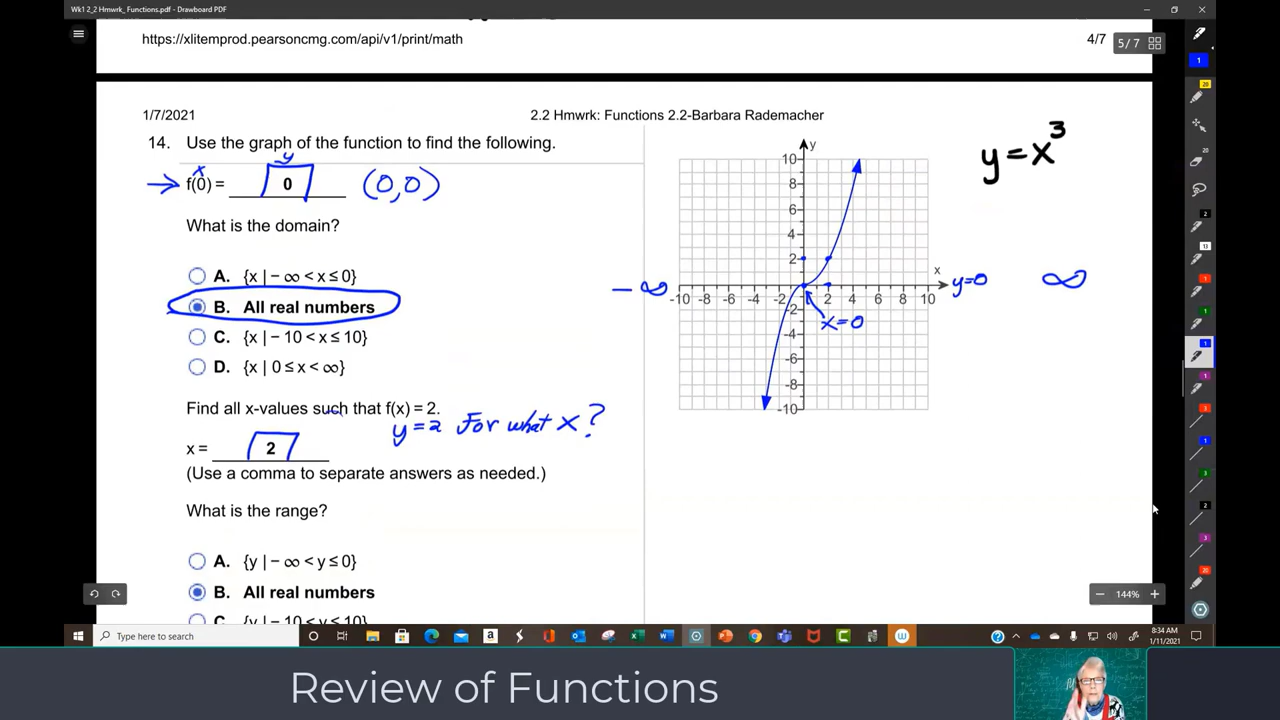 Wk1 2_2 Hmwrk_ Functions.pdf - Drawboard PDF
https://xlitemprod.pearsoncmg.com/api/v1/print/math
4/7
5/7
1/7/2021
2.2 Hmwrk: Functions 2.2-Barbara Rademacher
14. Use the graph of the function to find the following.
y
x
→ f(0) = 0 (0,0)
What is the domain?
A. {x | − ∞ < x ≤ 0}
B. All real numbers
C. {x | − 10 < x ≤ 10}
D. {x | 0 ≤ x < ∞}
Find all x-values such that f(x) = 2.
y = 2 For what x?
x = 2
(Use a comma to separate answers as needed.)
What is the range?
A. {y | − ∞ < y ≤ 0}
B. All real numbers
C. {y | − 10 < y ≤ 10}
y = x³
y
10
8
6
4
2
x
− ∞
y=0
∞
-10 -8 -6 -4 -2 2 4 6 8 10
-2
x=0
-4
-6
-8
-10
144%
Type here to search
8:34 AM
1/11/2021
Review of Functions